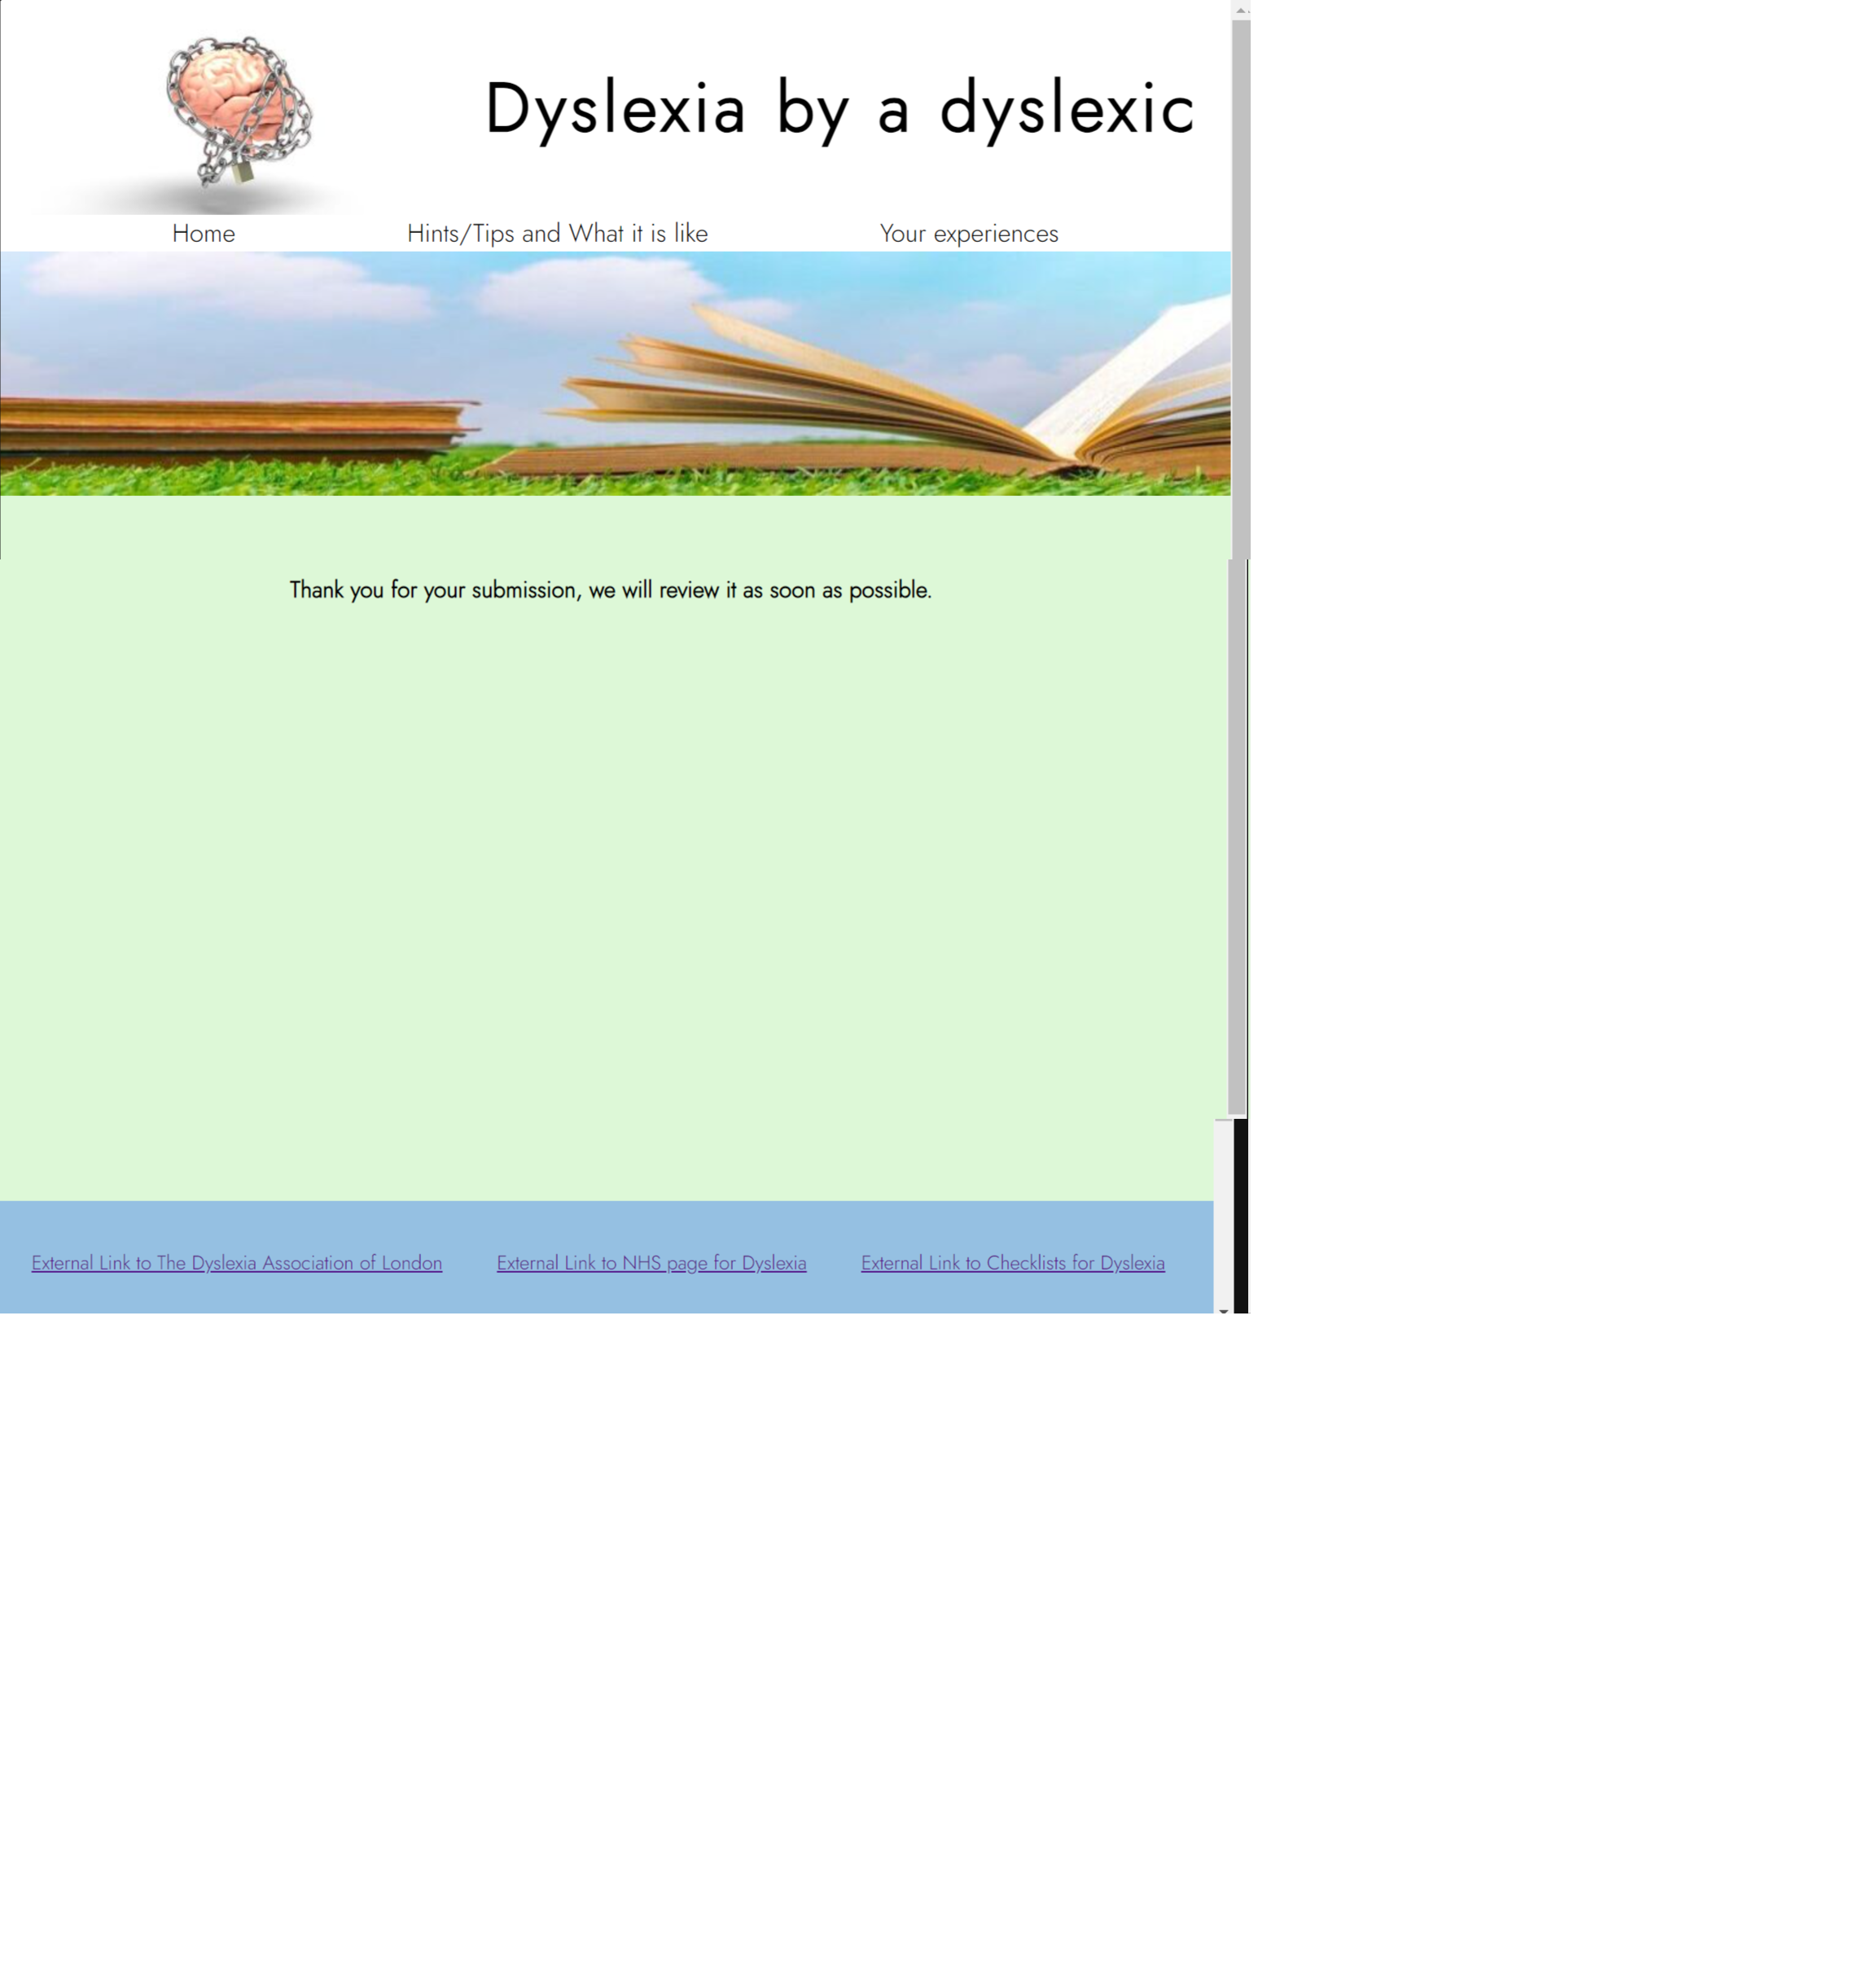 Dyslexia by a dyslexic
Home Hints/Tips and What it is like Your experiences
Thank you for your submission, we will review it as soon as possible.
External Link to The Dyslexia Association of London External Link to NHS page for Dyslexia External Link to Checklists for Dyslexia